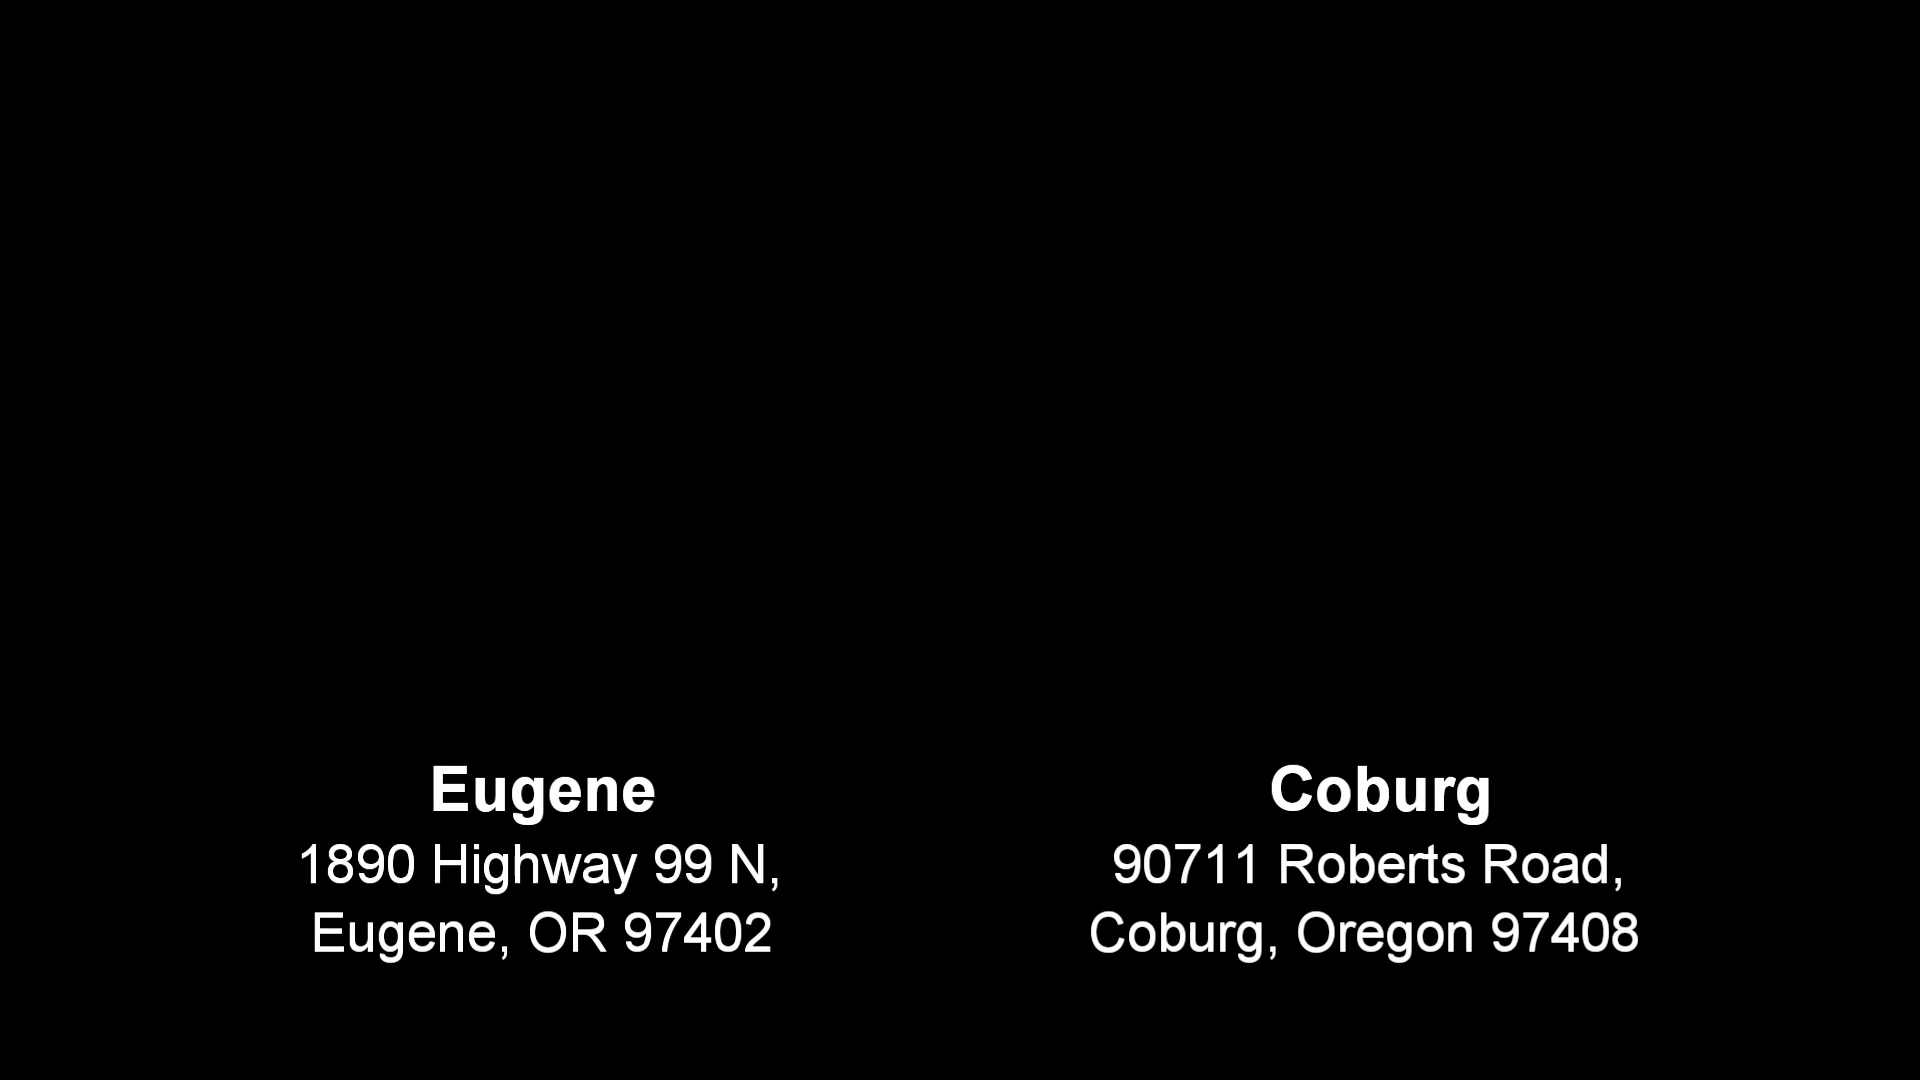 Eugene
1890 Highway 99 N,
Eugene, OR 97402
Coburg
90711 Roberts Road,
Coburg, Oregon 97408